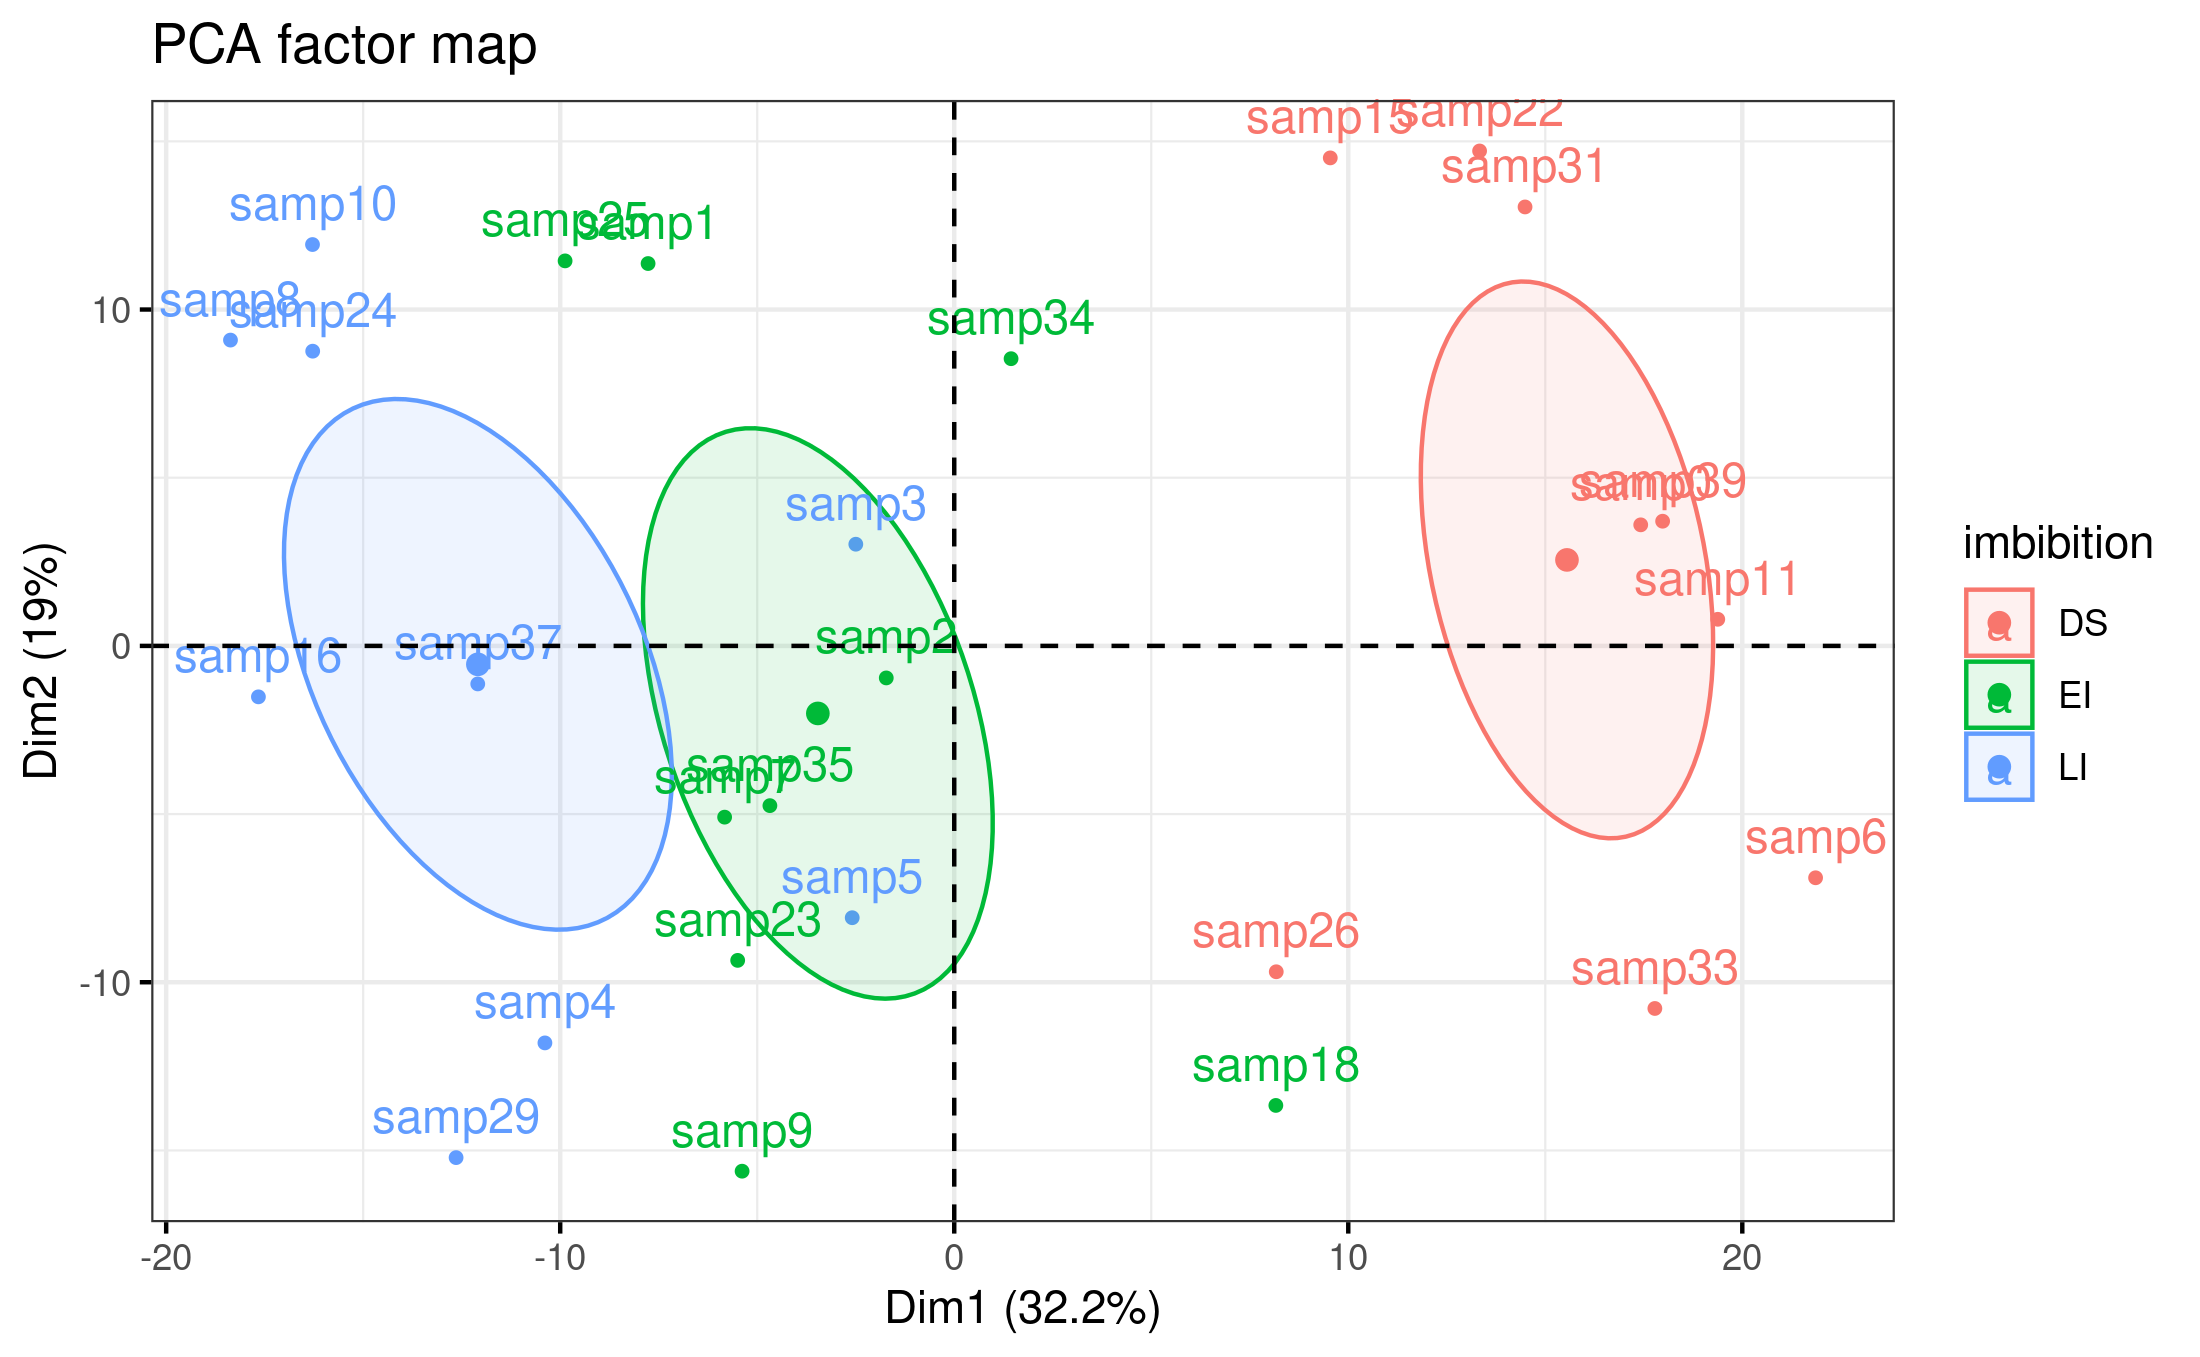 PCA factor map
samp15
samp22
samp31
samp10
samp25
samp1
samp8
samp24
samp34
samp3
samp39
samp11
samp2
samp37
samp16
samp35
samp7
samp5
samp23
samp6
samp26
samp33
samp4
samp18
samp29
samp9
10
0
-10
-20
-10
0
10
20
Dim1 (32.2%)
Dim2 (19%)
imbibition
a DS
a EI
a LI